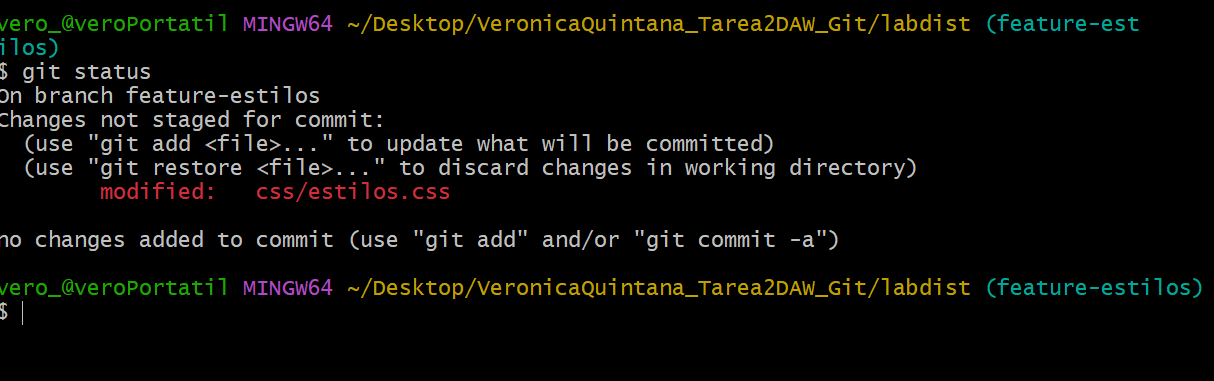 vero_@veroPortatil MINGW64 ~/Desktop/VeronicaQuintana_Tarea2DAW_Git/labdist (feature-est
ilos)
$ git status
On branch feature-estilos
Changes not staged for commit:
  (use "git add <file>..." to update what will be committed)
  (use "git restore <file>..." to discard changes in working directory)
        modified:   css/estilos.css

no changes added to commit (use "git add" and/or "git commit -a")

vero_@veroPortatil MINGW64 ~/Desktop/VeronicaQuintana_Tarea2DAW_Git/labdist (feature-estilos)
$